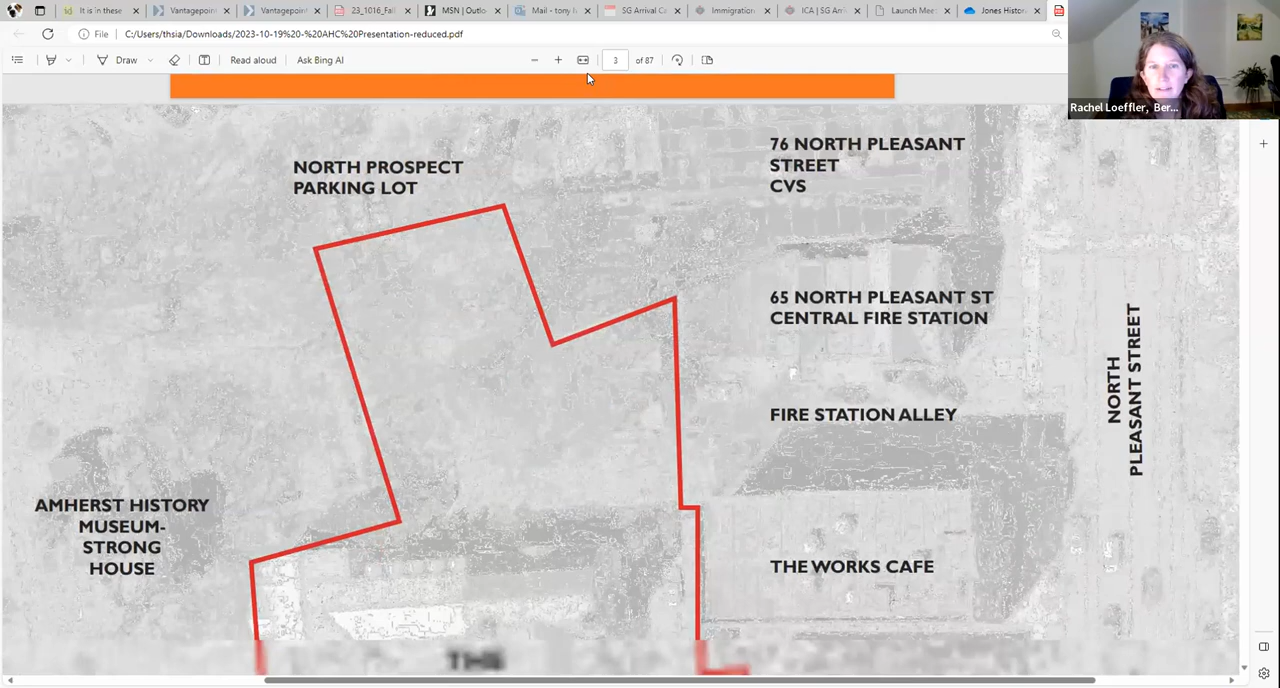 It is in these
Vantagepoint
Vantagepoint
23_1016_Fall
MSN | Outlo
Mail - tony
SG Arrival Ca
Immigration
ICA | SG Arri
Launch Mee
Jones Histor
File C:/Users/thsia/Downloads/2023-10-19%20-%20AHC%20Presentation-reduced.pdf
Draw Read aloud Ask Bing AI 3 of 87
Rachel Loeffler, Ber...
NORTH PROSPECT
PARKING LOT
76 NORTH PLEASANT
STREET
CVS
65 NORTH PLEASANT ST
CENTRAL FIRE STATION
FIRE STATION ALLEY
NORTH
PLEASANT STREET
AMHERST HISTORY
MUSEUM-
STRONG
HOUSE
THE WORKS CAFE
THE